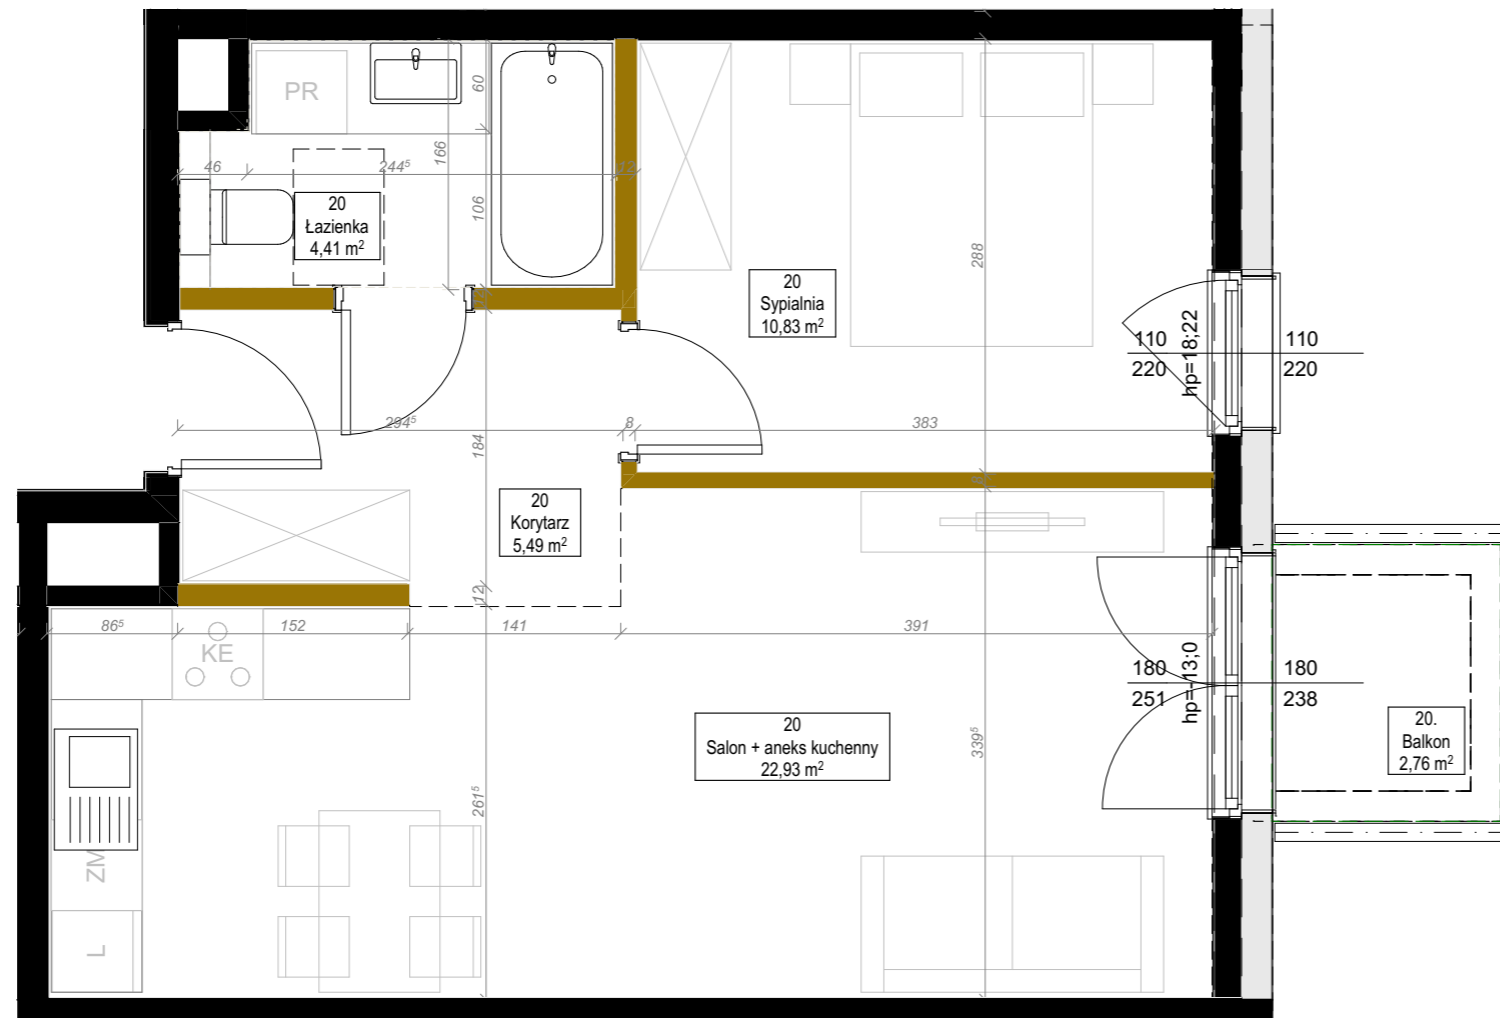 PR
60
166
46
244⁵
12
20
Łazienka
4,41 m²
106
288
20
Sypialnia
10,83 m²
12
110
220
hp=18;22
110
220
294⁵
8
383
184
8
20
Korytarz
5,49 m²
12
86⁵
152
141
391
KE
180
251
hp=-13;0
180
238
20
Salon + aneks kuchenny
22,93 m²
339⁵
20.
Balkon
2,76 m²
261⁵
ZM
L